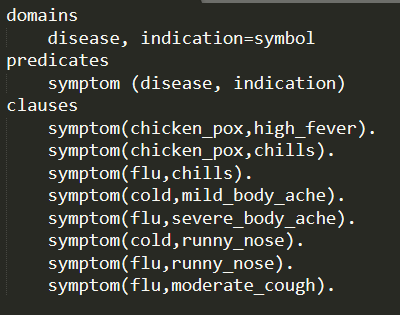 domains
disease, indication=symbol
predicates
symptom (disease, indication)
clauses
symptom(chicken_pox,high_fever).
symptom(chicken_pox,chills).
symptom(flu,chills).
symptom(cold,mild_body_ache).
symptom(flu,severe_body_ache).
symptom(cold,runny_nose).
symptom(flu,runny_nose).
symptom(flu,moderate_cough).